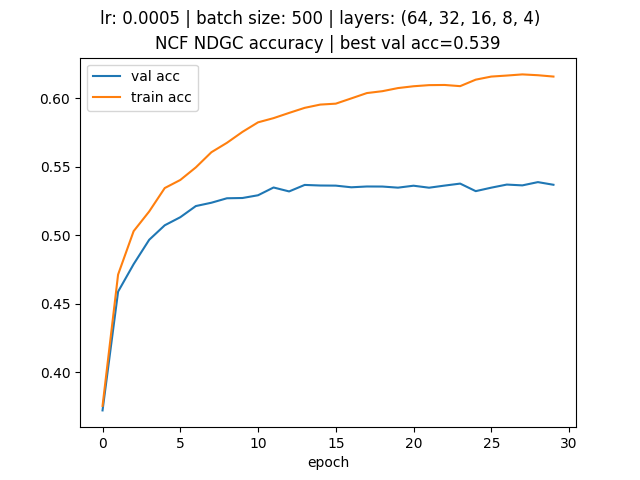 lr: 0.0005 | batch size: 500 | layers: (64, 32, 16, 8, 4)
NCF NDGC accuracy | best val acc=0.539
val acc
train acc
0.60
0.55
0.50
0.45
0.40
0 5 10 15 20 25 30
epoch